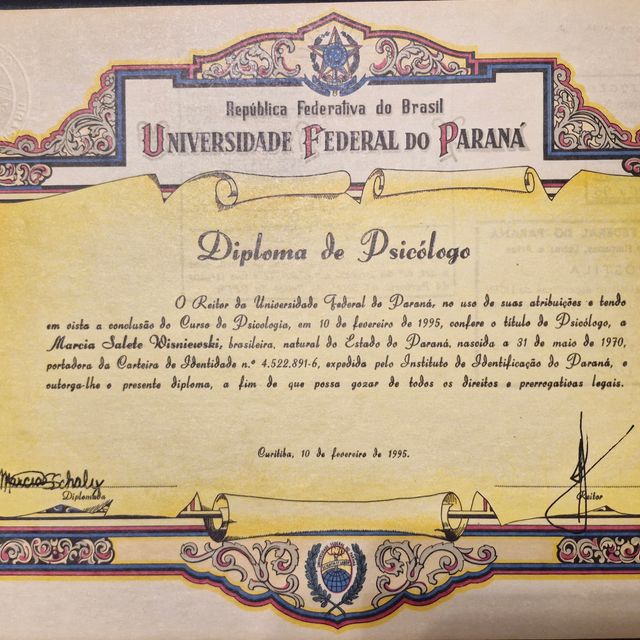 República Federativa do Brasil
UNIVERSIDADE FEDERAL DO PARANÁ
Diploma de Psicólogo
O Reitor da Universidade Federal do Paraná, no uso de suas atribuições e tendo
em vista a conclusão do Curso de Psicologia, em 10 de fevereiro de 1995, confere o título de Psicólogo, a
Marcia Salete Wisniewski, brasileira, natural do Estado do Paraná, nascida a 31 de maio de 1970,
portadora da Carteira de Identidade n.º 4.522.891-6, expedida pelo Instituto de Identificação do Paraná, e
outorga-lhe o presente diploma, a fim de que possa gozar de todos os direitos e prerrogativas legais.
Curitiba, 10 de fevereiro de 1995.
Marcia Schaly
Diplomada
Reitor